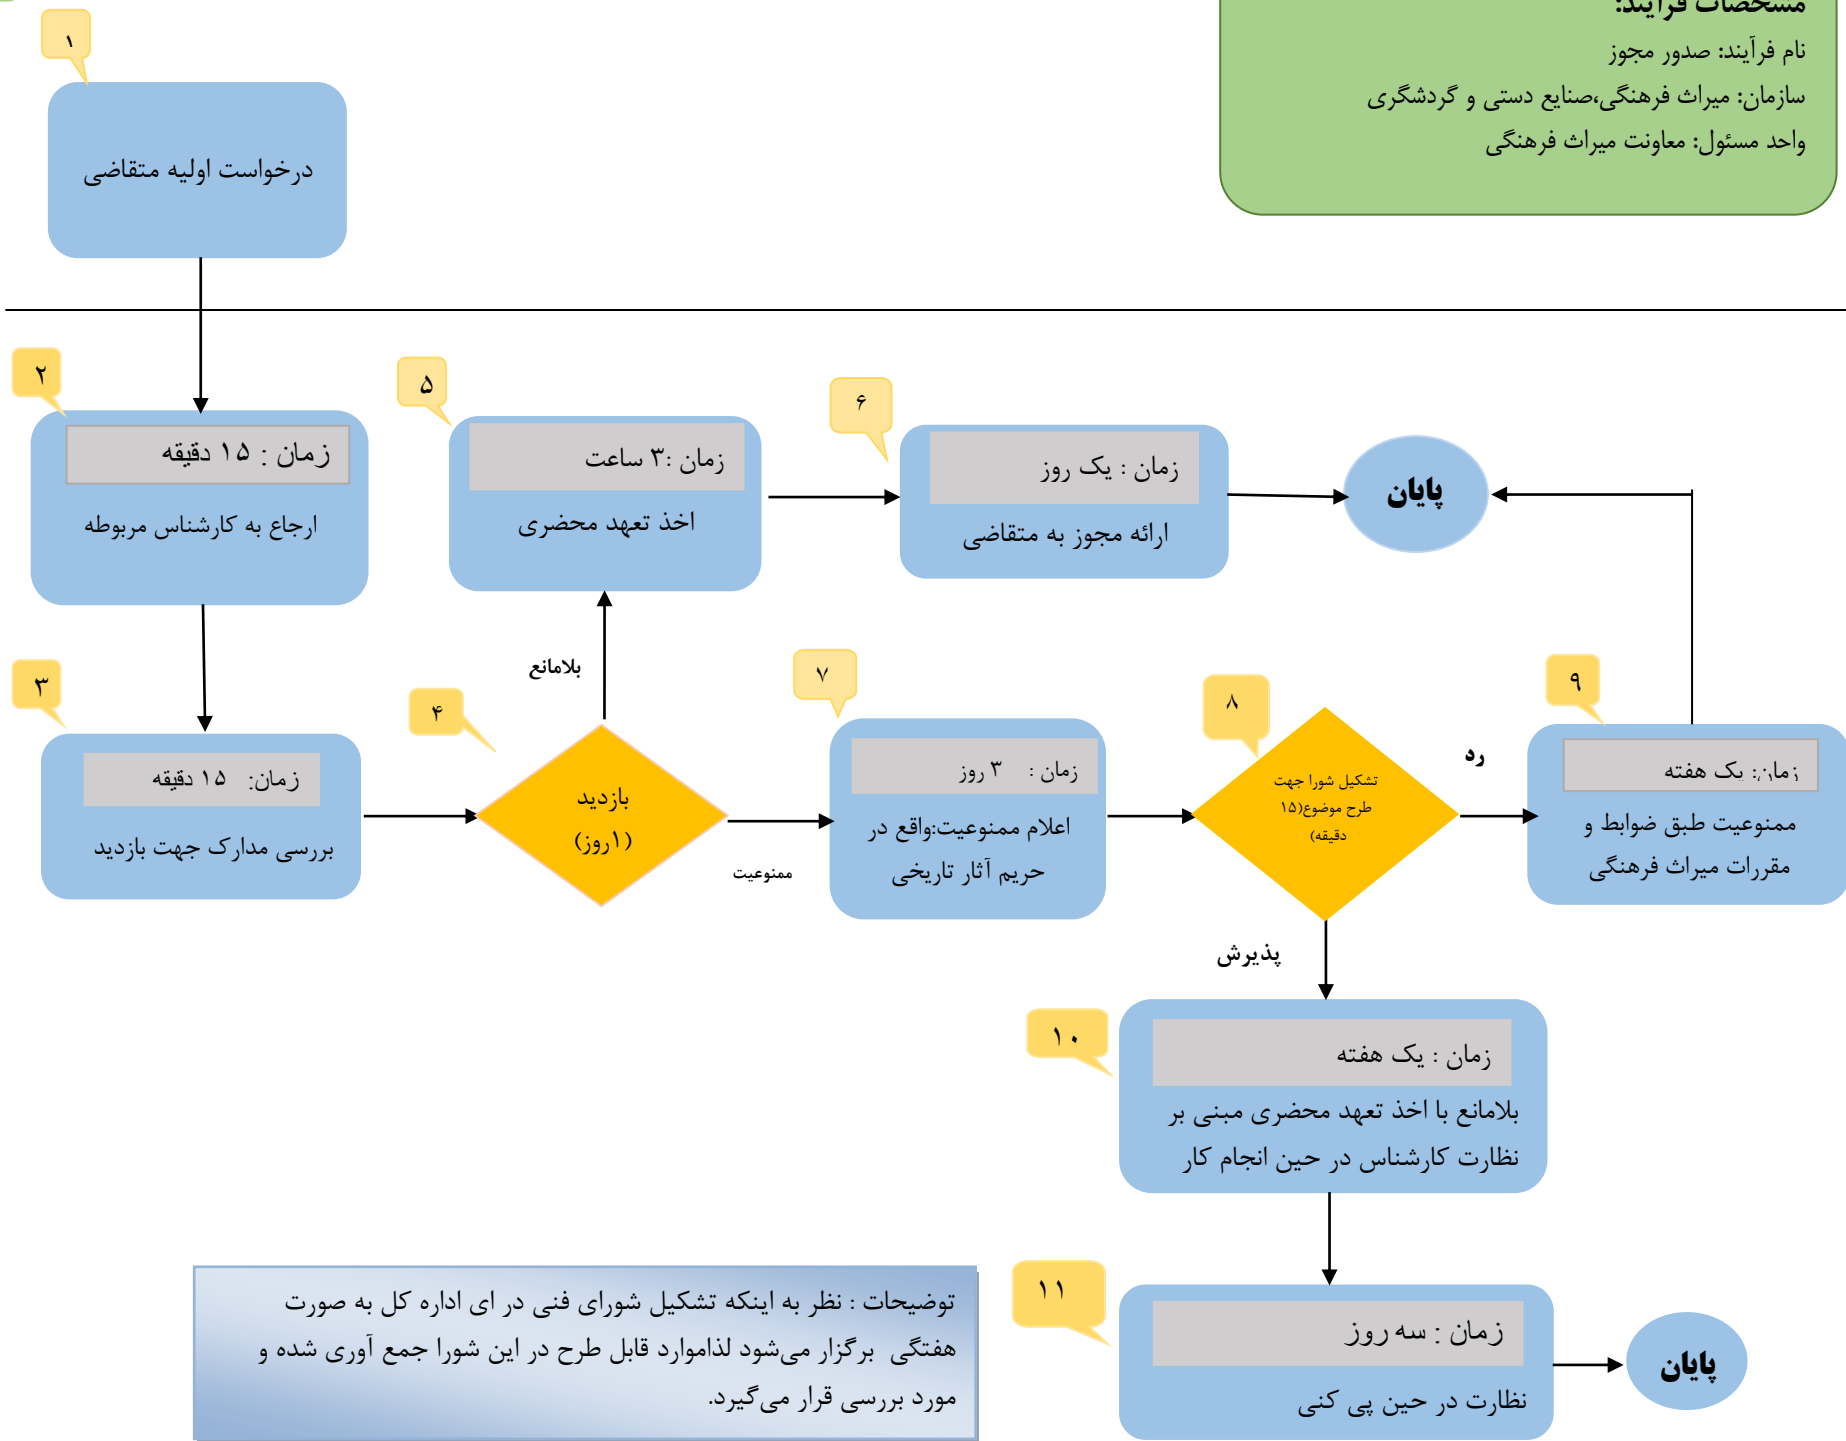 مشخصات فرآیند:
نام فرآیند: صدور مجوز
سازمان: میراث فرهنگی،صنایع دستی و گردشگری
واحد مسئول: معاونت میراث فرهنگی
۱
درخواست اولیه متقاضی
۲
زمان : ۱۵ دقیقه
ارجاع به کارشناس مربوطه
۳
زمان: ۱۵ دقیقه
بررسی مدارک جهت بازدید
۴
بازدید
(۱روز)
بلامانع
ممنوعیت
۵
زمان :۳ ساعت
اخذ تعهد محضری
۶
زمان : یک روز
ارائه مجوز به متقاضی
پایان
۷
زمان : ۳ روز
اعلام ممنوعیت:واقع در
حریم آثار تاریخی
۸
تشکیل شورا جهت
طرح موضوع(۱۵
دقیقه)
رد
پذیرش
۹
زمان: یک هفته
ممنوعیت طبق ضوابط و
مقررات میراث فرهنگی
۱۰
زمان : یک هفته
بلامانع با اخذ تعهد محضری مبنی بر
نظارت کارشناس در حین انجام کار
۱۱
زمان : سه روز
نظارت در حین پی کنی
پایان
توضیحات : نظر به اینکه تشکیل شورای فنی در ای اداره کل به صورت
هفتگی برگزار می‌شود لذاموارد قابل طرح در این شورا جمع آوری شده و
مورد بررسی قرار می‌گیرد.